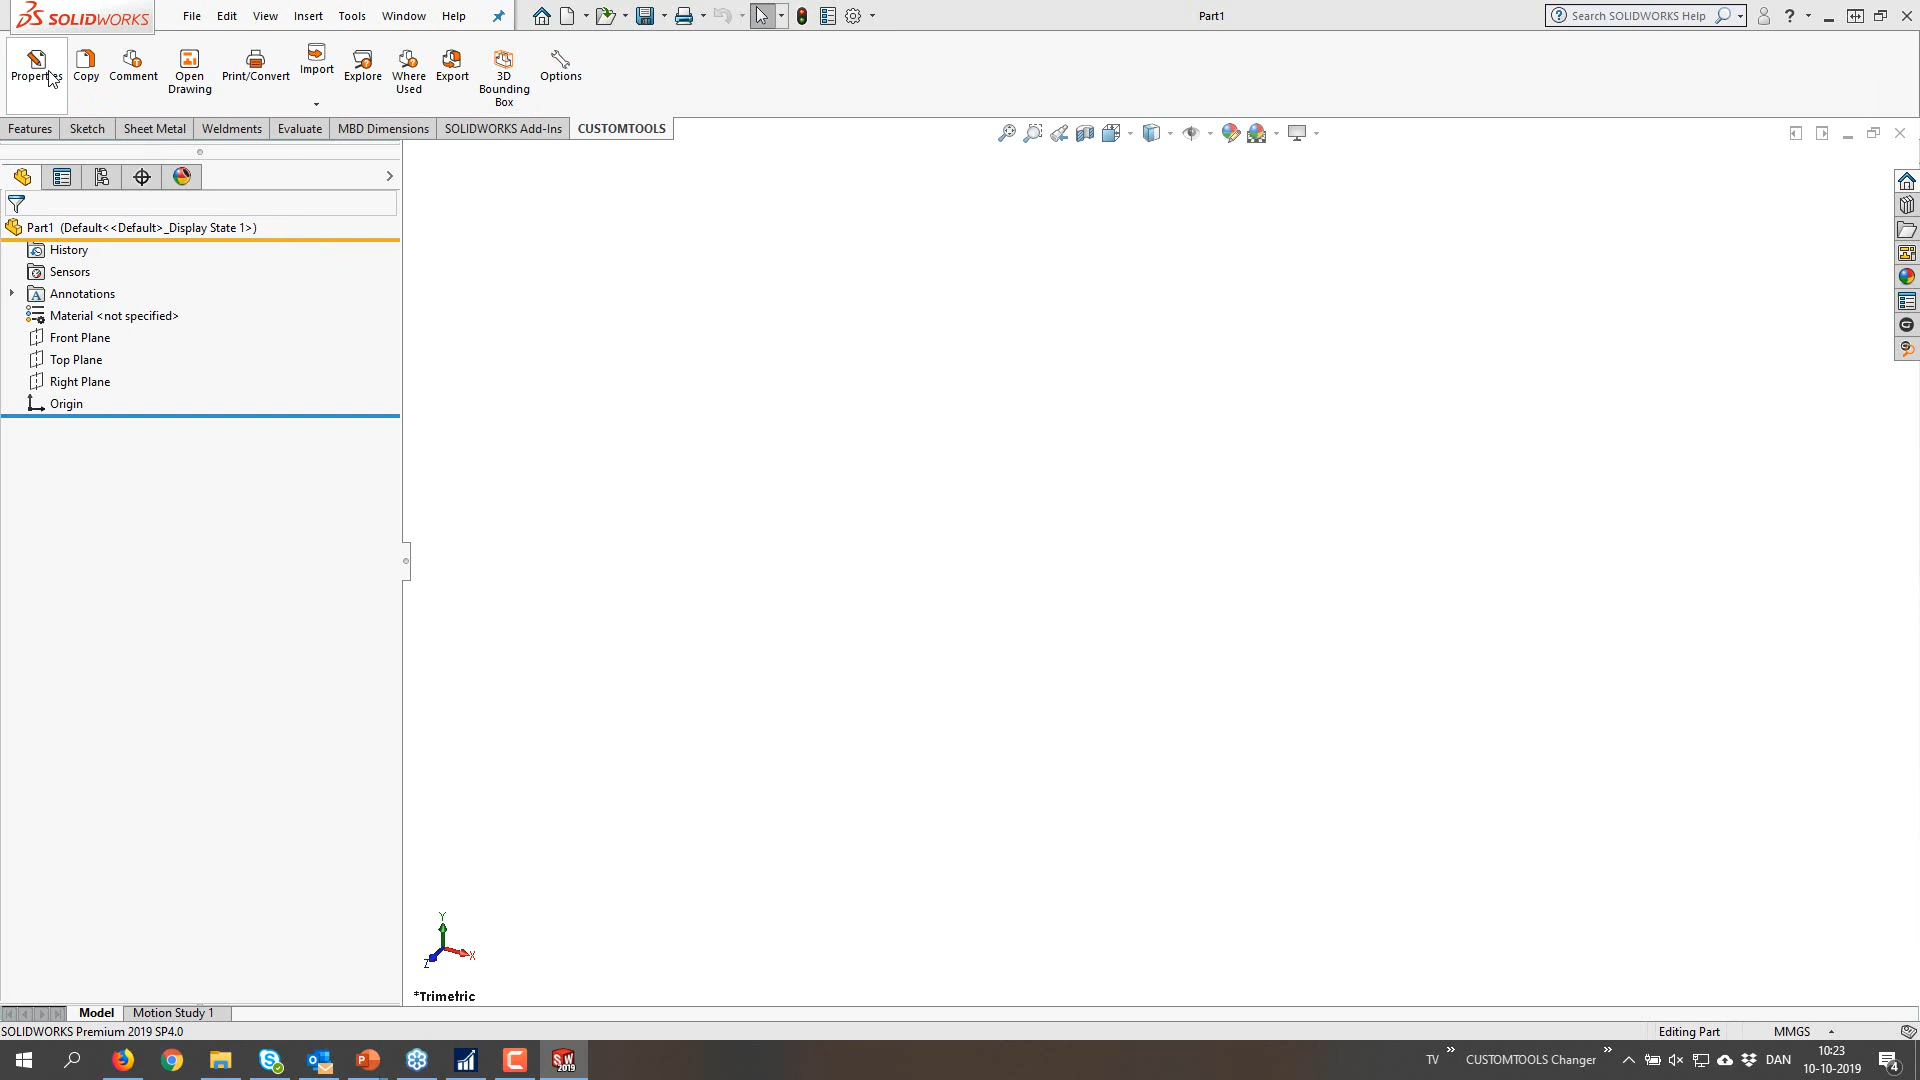 SOLIDWORKS File Edit View Insert Tools Window Help Part1 Search SOLIDWORKS Help
Properties Copy Comment Open Drawing Print/Convert Import Explore Where Used Export 3D Bounding Box Options
Features Sketch Sheet Metal Weldments Evaluate MBD Dimensions SOLIDWORKS Add-Ins CUSTOMTOOLS
Part1 (Default<<Default>_Display State 1>)
History
Sensors
Annotations
Material <not specified>
Front Plane
Top Plane
Right Plane
Origin
Y
X
Z
*Trimetric
Model Motion Study 1
SOLIDWORKS Premium 2019 SP4.0 Editing Part MMGS
SW 2019 TV CUSTOMTOOLS Changer DAN 10:23
10-10-2019 4